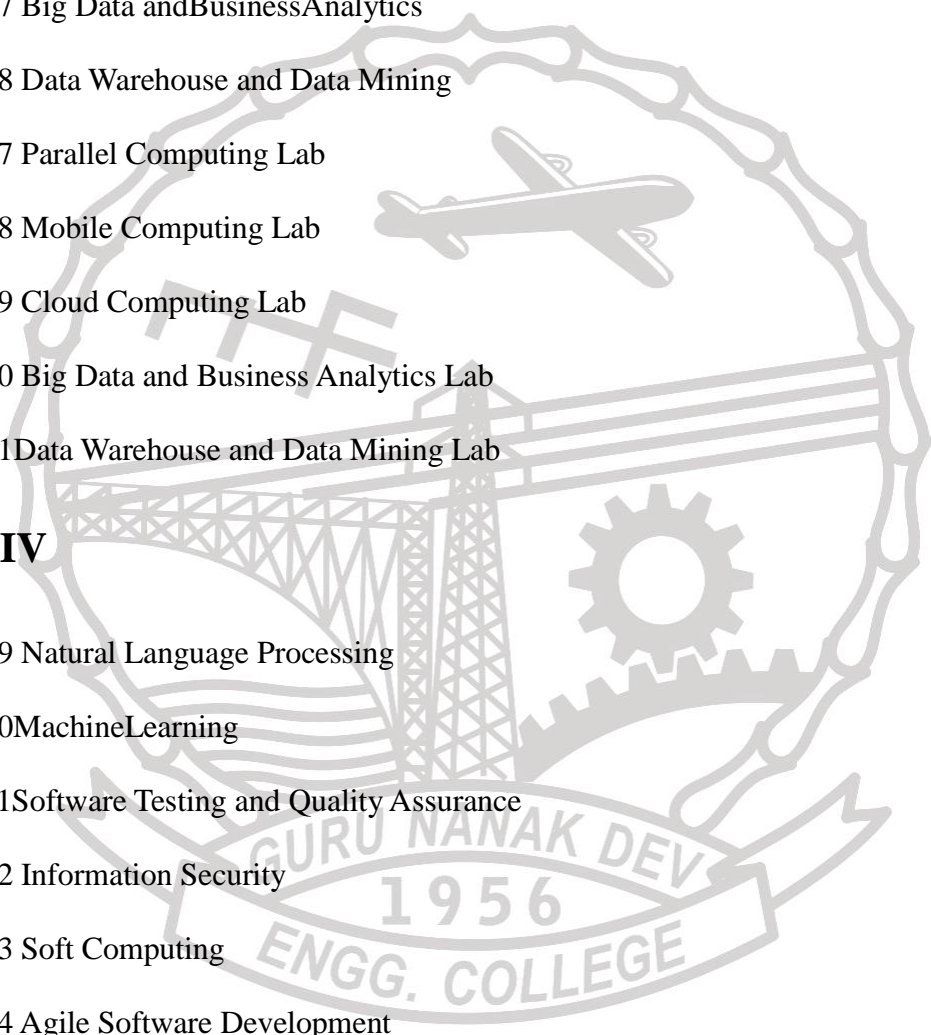 7 Big Data andBusinessAnalytics
8 Data Warehouse and Data Mining
7 Parallel Computing Lab
8 Mobile Computing Lab
9 Cloud Computing Lab
0 Big Data and Business Analytics Lab
1Data Warehouse and Data Mining Lab
IV
9 Natural Language Processing
0MachineLearning
1Software Testing and Quality Assurance
GURU NANAK DEV
2 Information Security
1956
3 Soft Computing
ENGG. COLLEGE
4 Agile Software Development